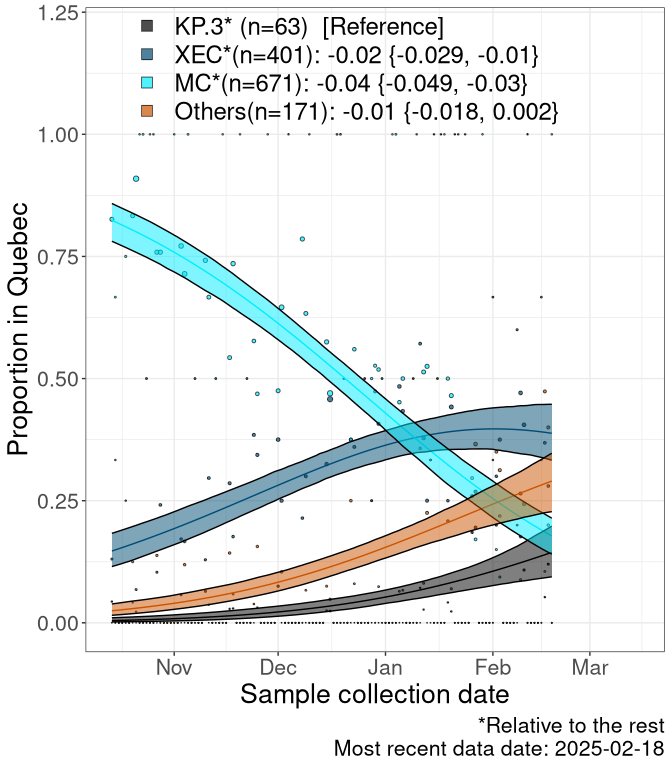 1.25
1.00
0.75
0.50
0.25
0.00
Proportion in Quebec
KP.3* (n=63)  [Reference]
XEC*(n=401): -0.02 {-0.029, -0.01}
MC*(n=671): -0.04 {-0.049, -0.03}
Others(n=171): -0.01 {-0.018, 0.002}
Nov Dec Jan Feb Mar
Sample collection date
*Relative to the rest
Most recent data date: 2025-02-18